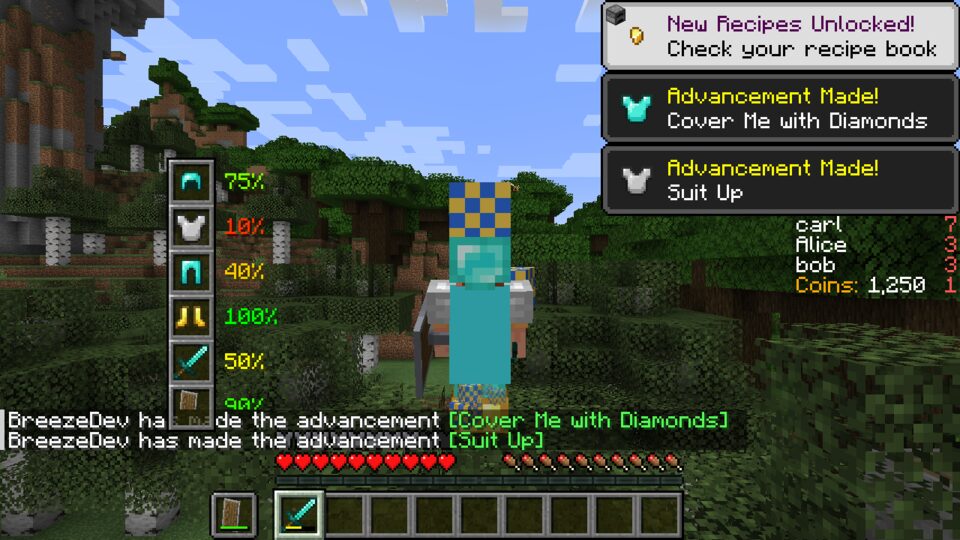 New Recipes Unlocked!
Check your recipe book
Advancement Made!
Cover Me with Diamonds
Advancement Made!
Suit Up
75%
10%
40%
100%
50%
90%
carl 7
Alice 3
bob 3
Coins: 1,250 1
BreezeDev ha made the advancement [Cover Me with Diamonds]
BreezeDev has made the advancement [Suit Up]